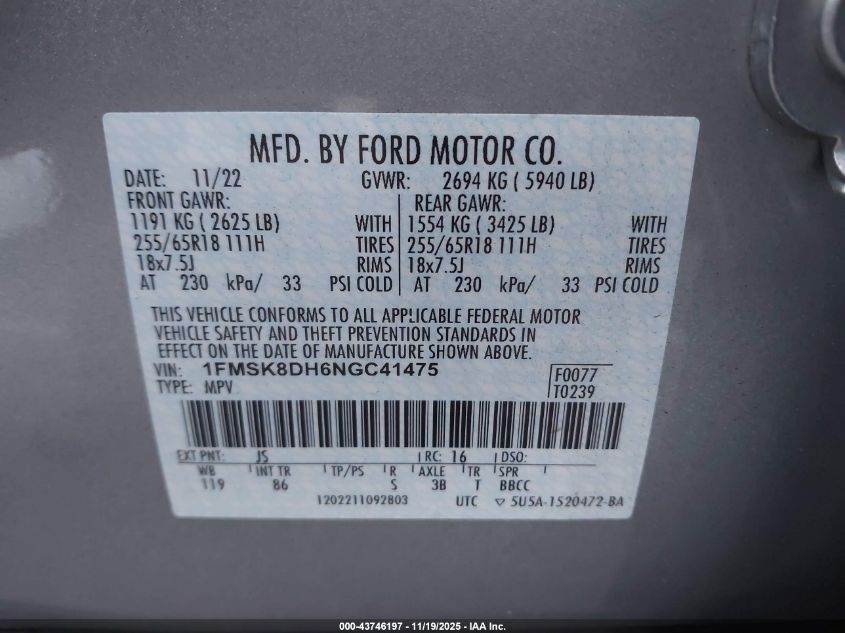 MFD. BY FORD MOTOR CO.
DATE: 11/22 GVWR: 2694 KG ( 5940 LB)
FRONT GAWR: REAR GAWR:
1191 KG ( 2625 LB) WITH 1554 KG ( 3425 LB) WITH
255/65R18 111H TIRES 255/65R18 111H TIRES
18x7.5J RIMS 18x7.5J RIMS
AT 230 kPa/ 33 PSI COLD AT 230 kPa/ 33 PSI COLD
THIS VEHICLE CONFORMS TO ALL APPLICABLE FEDERAL MOTOR
VEHICLE SAFETY AND THEFT PREVENTION STANDARDS IN
EFFECT ON THE DATE OF MANUFACTURE SHOWN ABOVE.
VIN: 1FMSK8DH6NGC41475 F0077
TYPE: MPV T0239
EXT PNT: JS RC: 16 DSO:
WB INT TR TP/PS R AXLE TR SPR
119 86 S 3B T BBCC
1202211092803 UTC ▽ 5U5A-1520472-BA
000-43746197 - 11/19/2025 - IAA Inc.